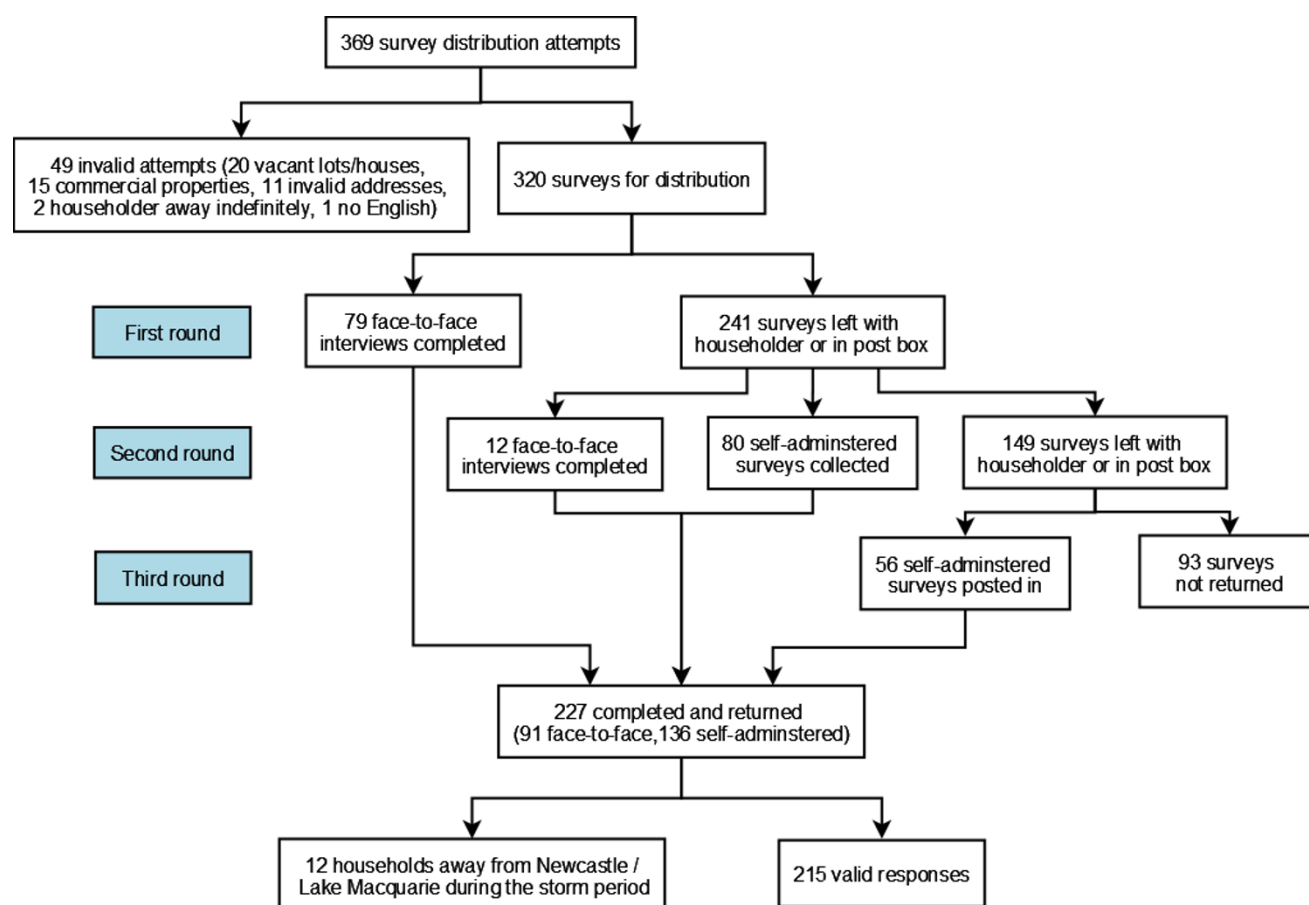 369 survey distribution attempts
49 invalid attempts (20 vacant lots/houses,
15 commercial properties, 11 invalid addresses,
2 householder away indefinitely, 1 no English)
320 surveys for distribution
First round
79 face-to-face
interviews completed
241 surveys left with
householder or in post box
Second round
12 face-to-face
interviews completed
80 self-adminstered
surveys collected
149 surveys left with
householder or in post box
Third round
56 self-adminstered
surveys posted in
93 surveys
not returned
227 completed and returned
(91 face-to-face,136 self-adminstered)
12 households away from Newcastle /
Lake Macquarie during the storm period
215 valid responses